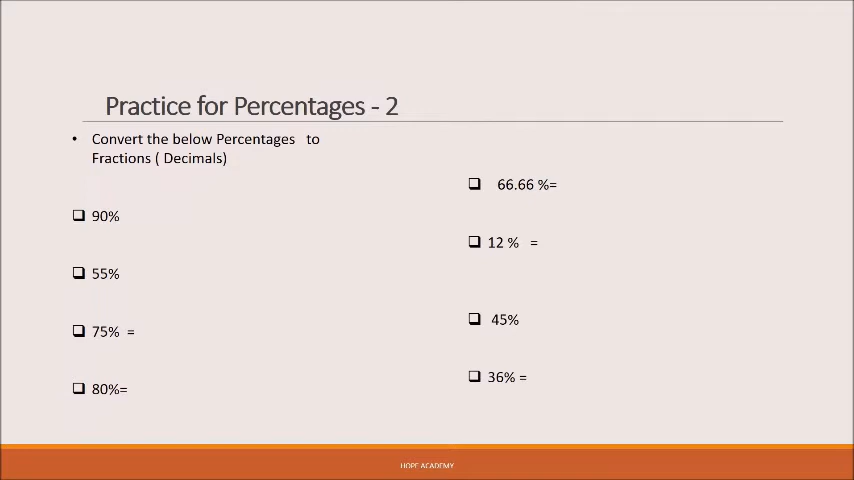 Practice for Percentages - 2
• Convert the below Percentages to
Fractions ( Decimals)
❑ 90%
❑ 55%
❑ 75% =
❑ 80%=
❑ 66.66 %=
❑ 12 % =
❑ 45%
❑ 36% =
HOPE ACADEMY